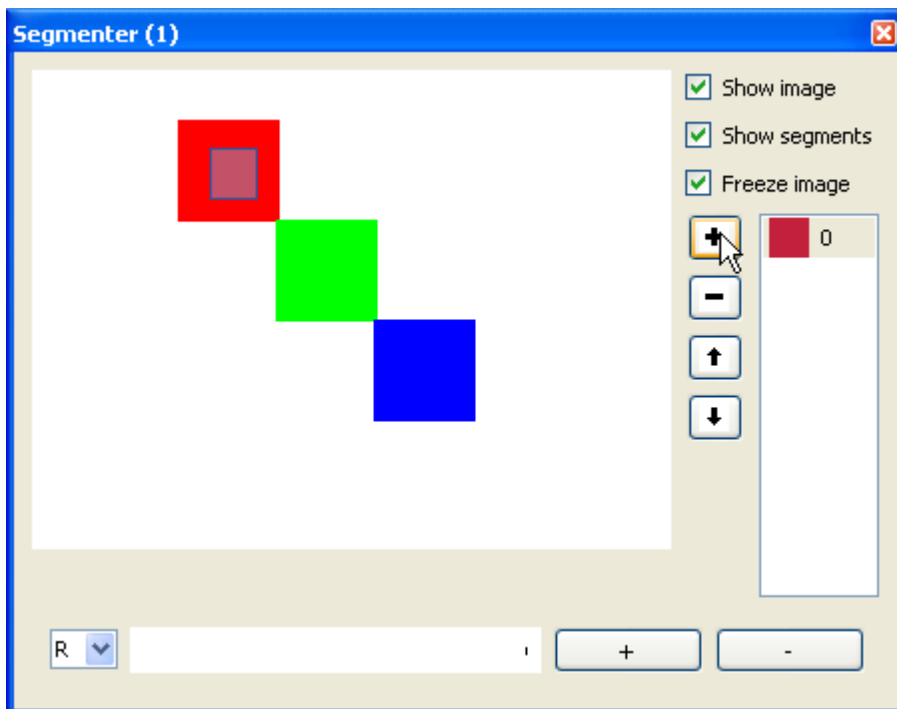 Segmenter (1)
Show image
Show segments
Freeze image
0
R
+
-